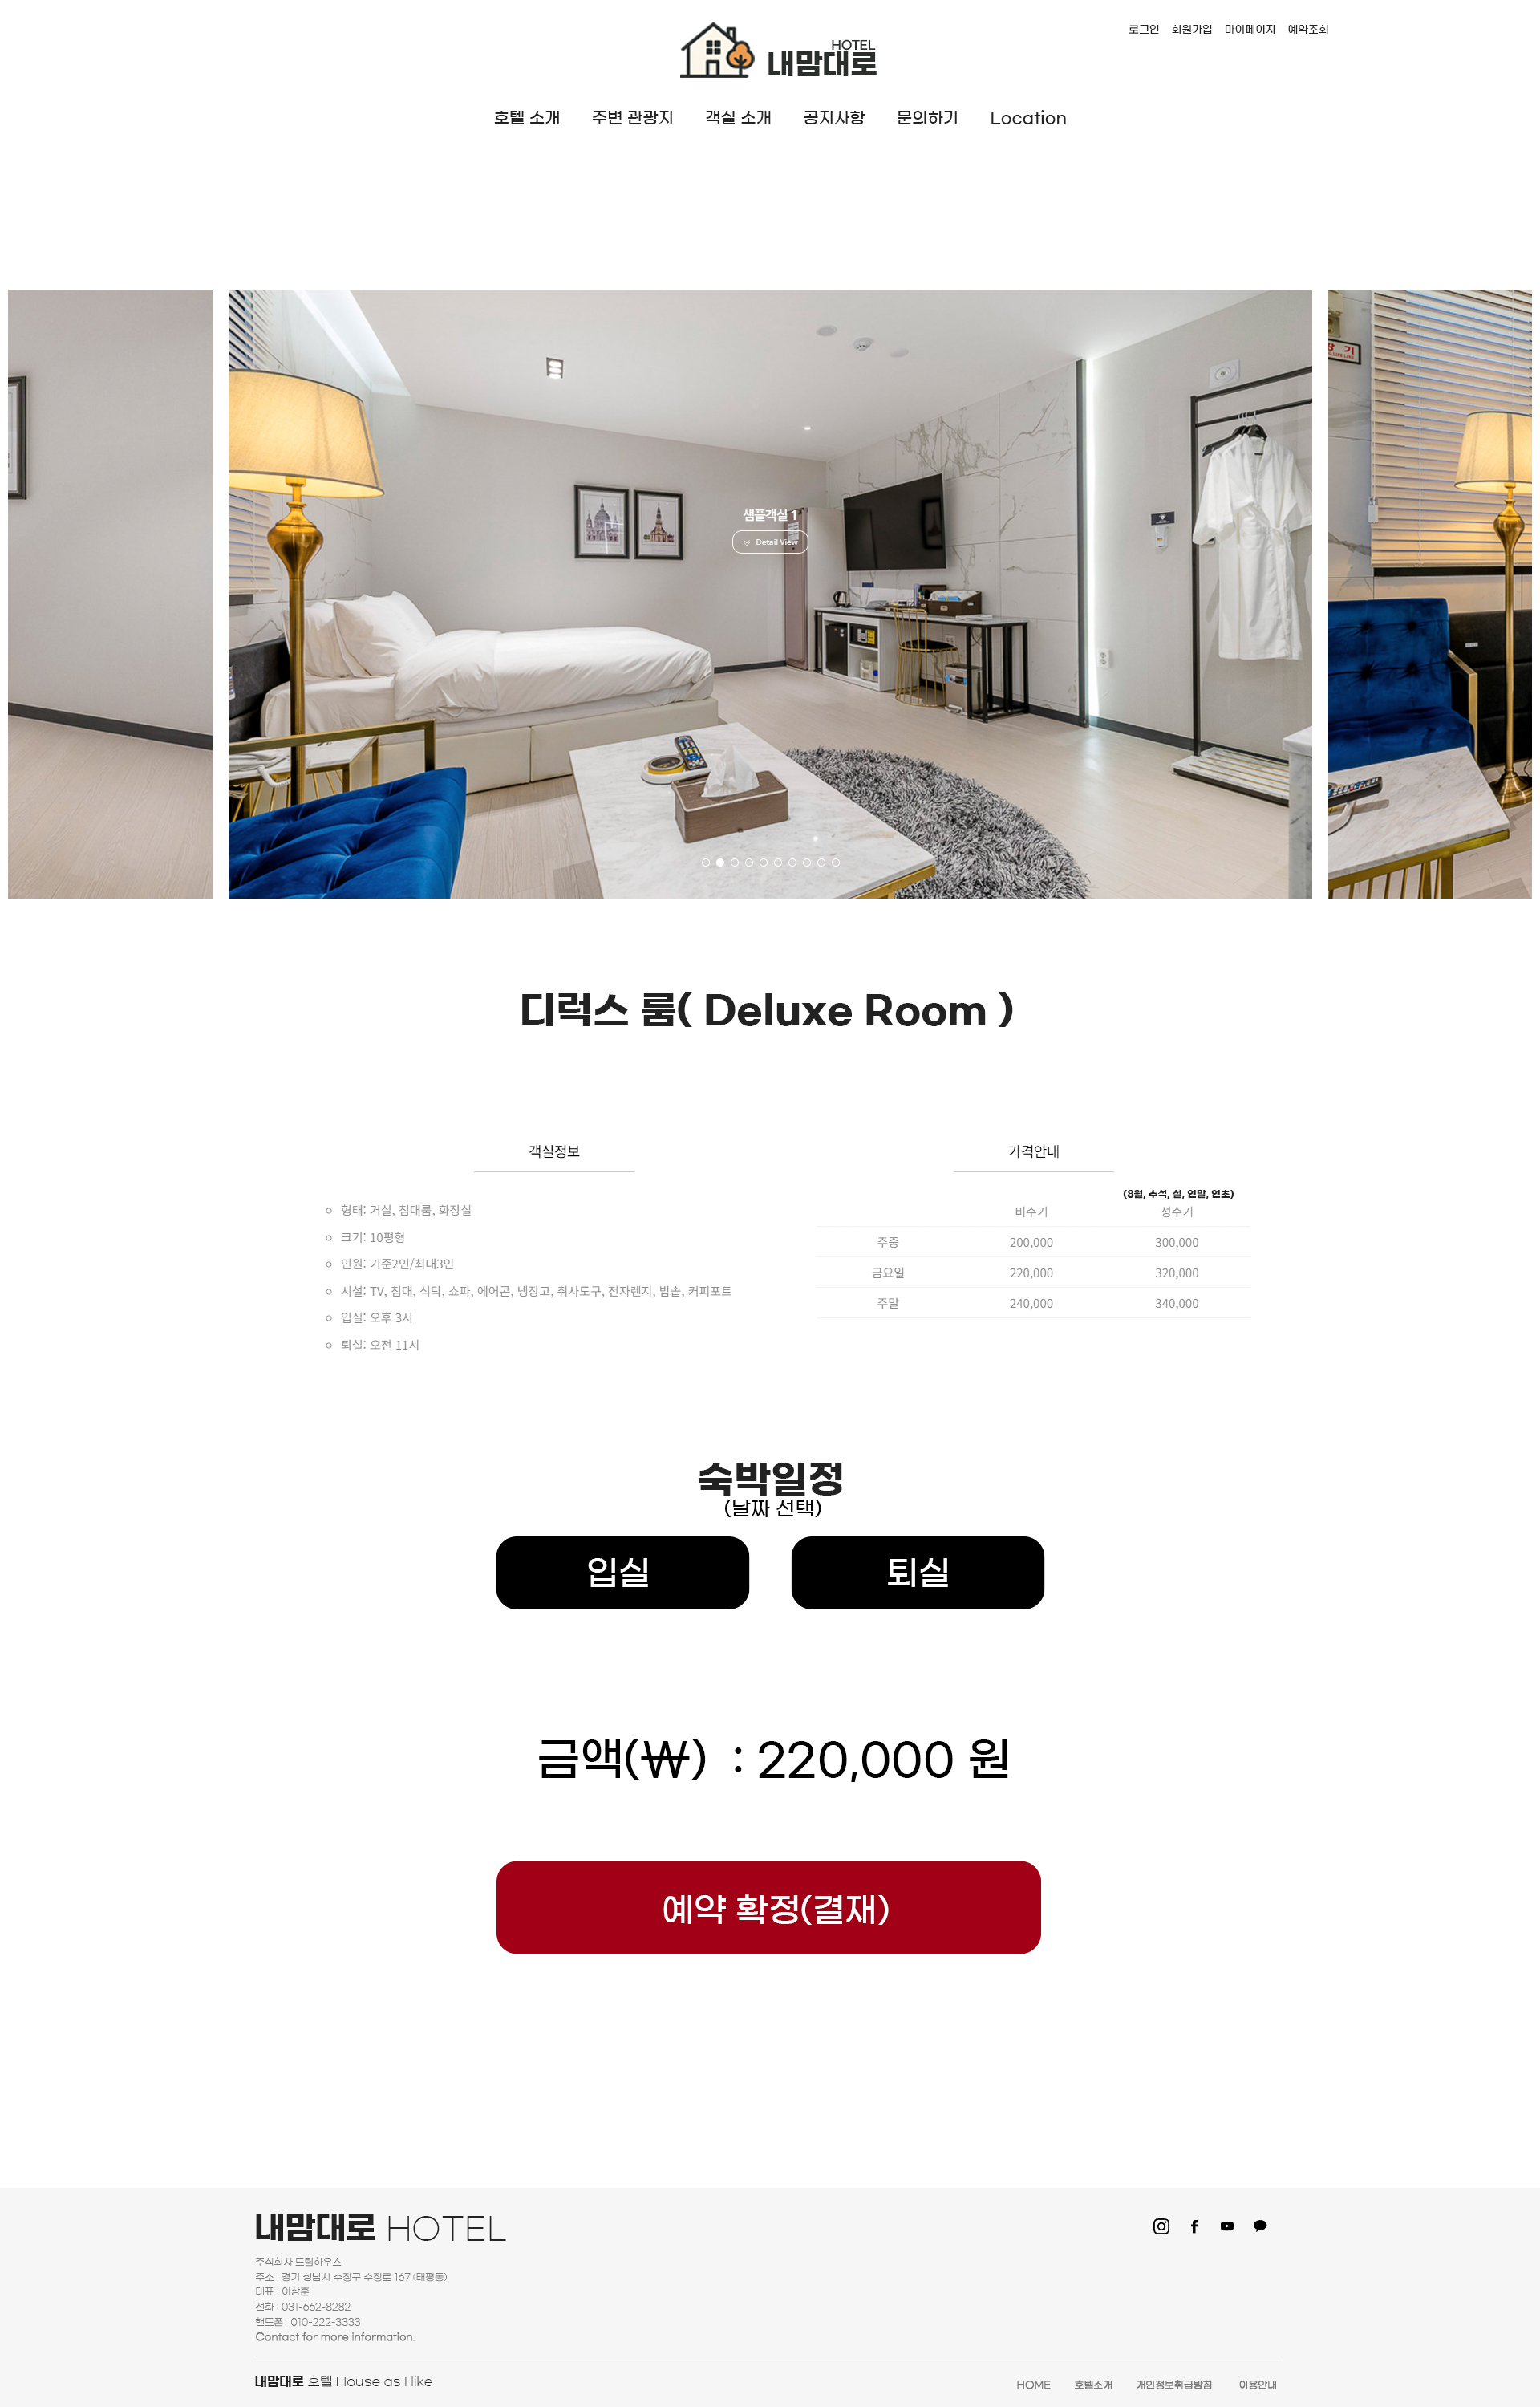 로그인 회원가입 마이페이지 예약조회
HOTEL
내맘대로
호텔 소개 주변 관광지 객실 소개 공지사항 문의하기 Location
샘플객실 1
Detail View
디럭스 룸( Deluxe Room )
객실정보
형태: 거실, 침대룸, 화장실
크기: 10평형
인원: 기준2인/최대3인
시설: TV, 침대, 식탁, 쇼파, 에어콘, 냉장고, 취사도구, 전자렌지, 밥솥, 커피포트
입실: 오후 3시
퇴실: 오전 11시
가격안내
(8월, 추석, 설, 연말, 연초)
비수기 성수기
주중 200,000 300,000
금요일 220,000 320,000
주말 240,000 340,000
숙박일정
(날짜 선택)
입실 퇴실
금액(₩) : 220,000 원
예약 확정(결재)
내맘대로 HOTEL
주식회사 드림하우스
주소 : 경기 성남시 수정구 수정로 167 (태평동)
대표 : 이상훈
전화 : 031-662-8282
핸드폰 : 010-222-3333
Contact for more information.
내맘대로 호텔 House as I like
HOME 호텔소개 개인정보취급방침 이용안내